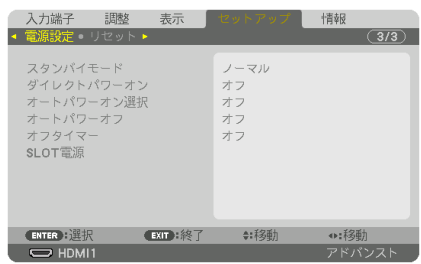 入力端子 調整 表示 セットアップ 情報
電源設定 リセット (3/3)
スタンバイモード ノーマル
ダイレクトパワーオン オフ
オートパワーオン選択 オフ
オートパワーオフ オフ
オフタイマー オフ
SLOT電源
ENTER:選択 EXIT:終了 :移動 :移動
HDMI1 アドバンスト